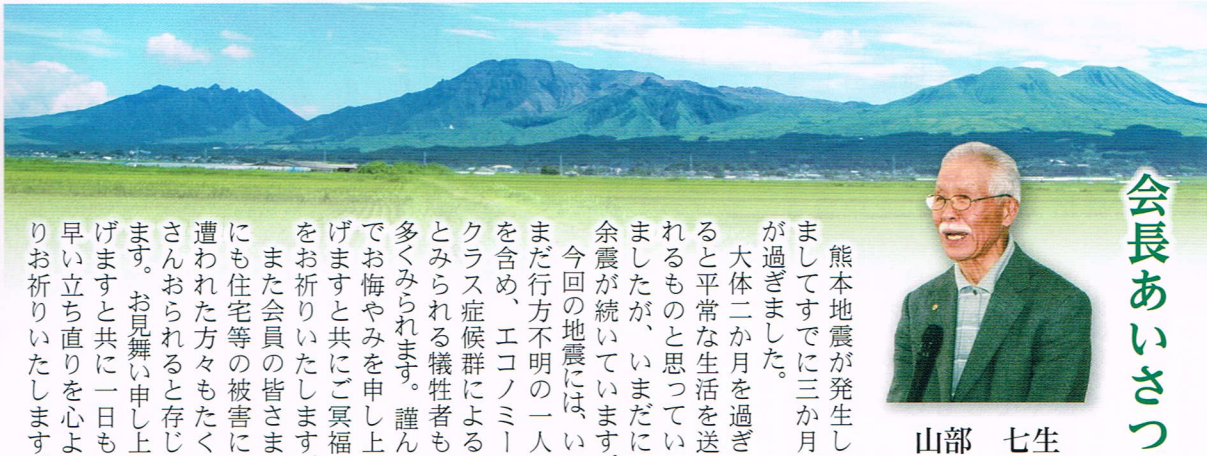 会長あいさつ
山部 七生
熊本地震が発生し
ましてすでに三か月
が過ぎました。
大体二か月を過ぎ
ると平常な生活を送
れるものと思ってい
ましたが、いまだに
余震が続いています。
今回の地震には、い
まだ行方不明の一人
を含め、エコノミー
クラス症候群による
とみられる犠牲者も
多くみられます。謹ん
でお悔やみを申し上
げますと共にご冥福
をお祈りいたします。
また会員の皆さま
にも住宅等の被害に
遭われた方々もたく
さんおられると存じ
ます。お見舞い申し上
げますと共に一日も
早い立ち直りを心よ
りお祈りいたします